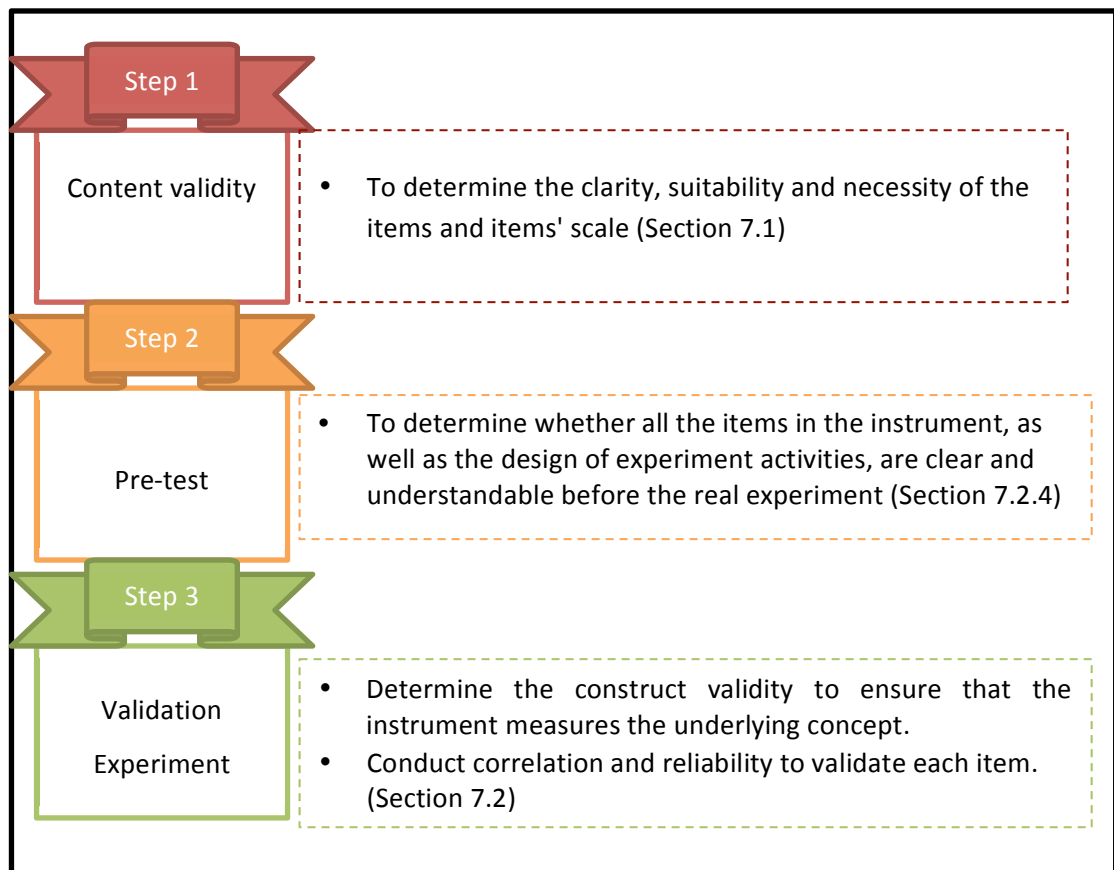 Step 1
Content validity
• To determine the clarity, suitability and necessity of the
items and items' scale (Section 7.1)
Step 2
Pre-test
• To determine whether all the items in the instrument, as
well as the design of experiment activities, are clear and
understandable before the real experiment (Section 7.2.4)
Step 3
Validation
Experiment
• Determine the construct validity to ensure that the
instrument measures the underlying concept.
• Conduct correlation and reliability to validate each item.
(Section 7.2)